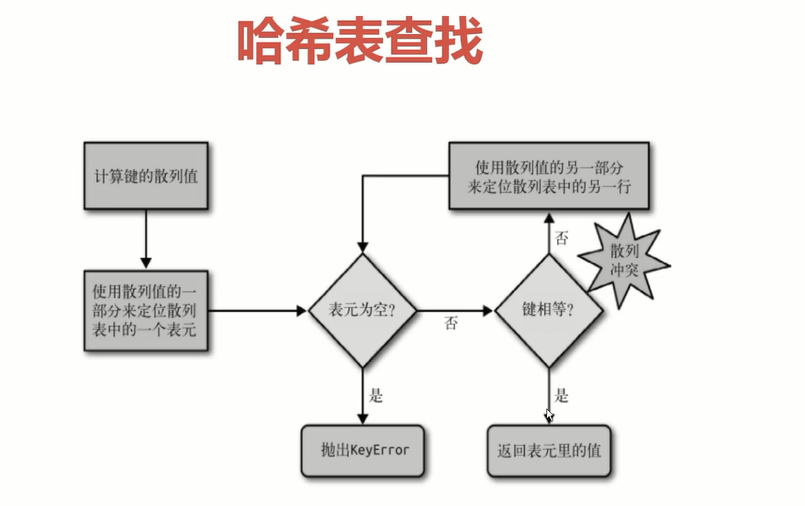 哈希表查找
计算键的散列值
使用散列值的一
部分来定位散列
表中的一个表元
表元为空?
否
是
抛出KeyError
键相等?
否
是
返回表元里的值
使用散列值的另一部分
来定位散列表中的另一行
散列
冲突